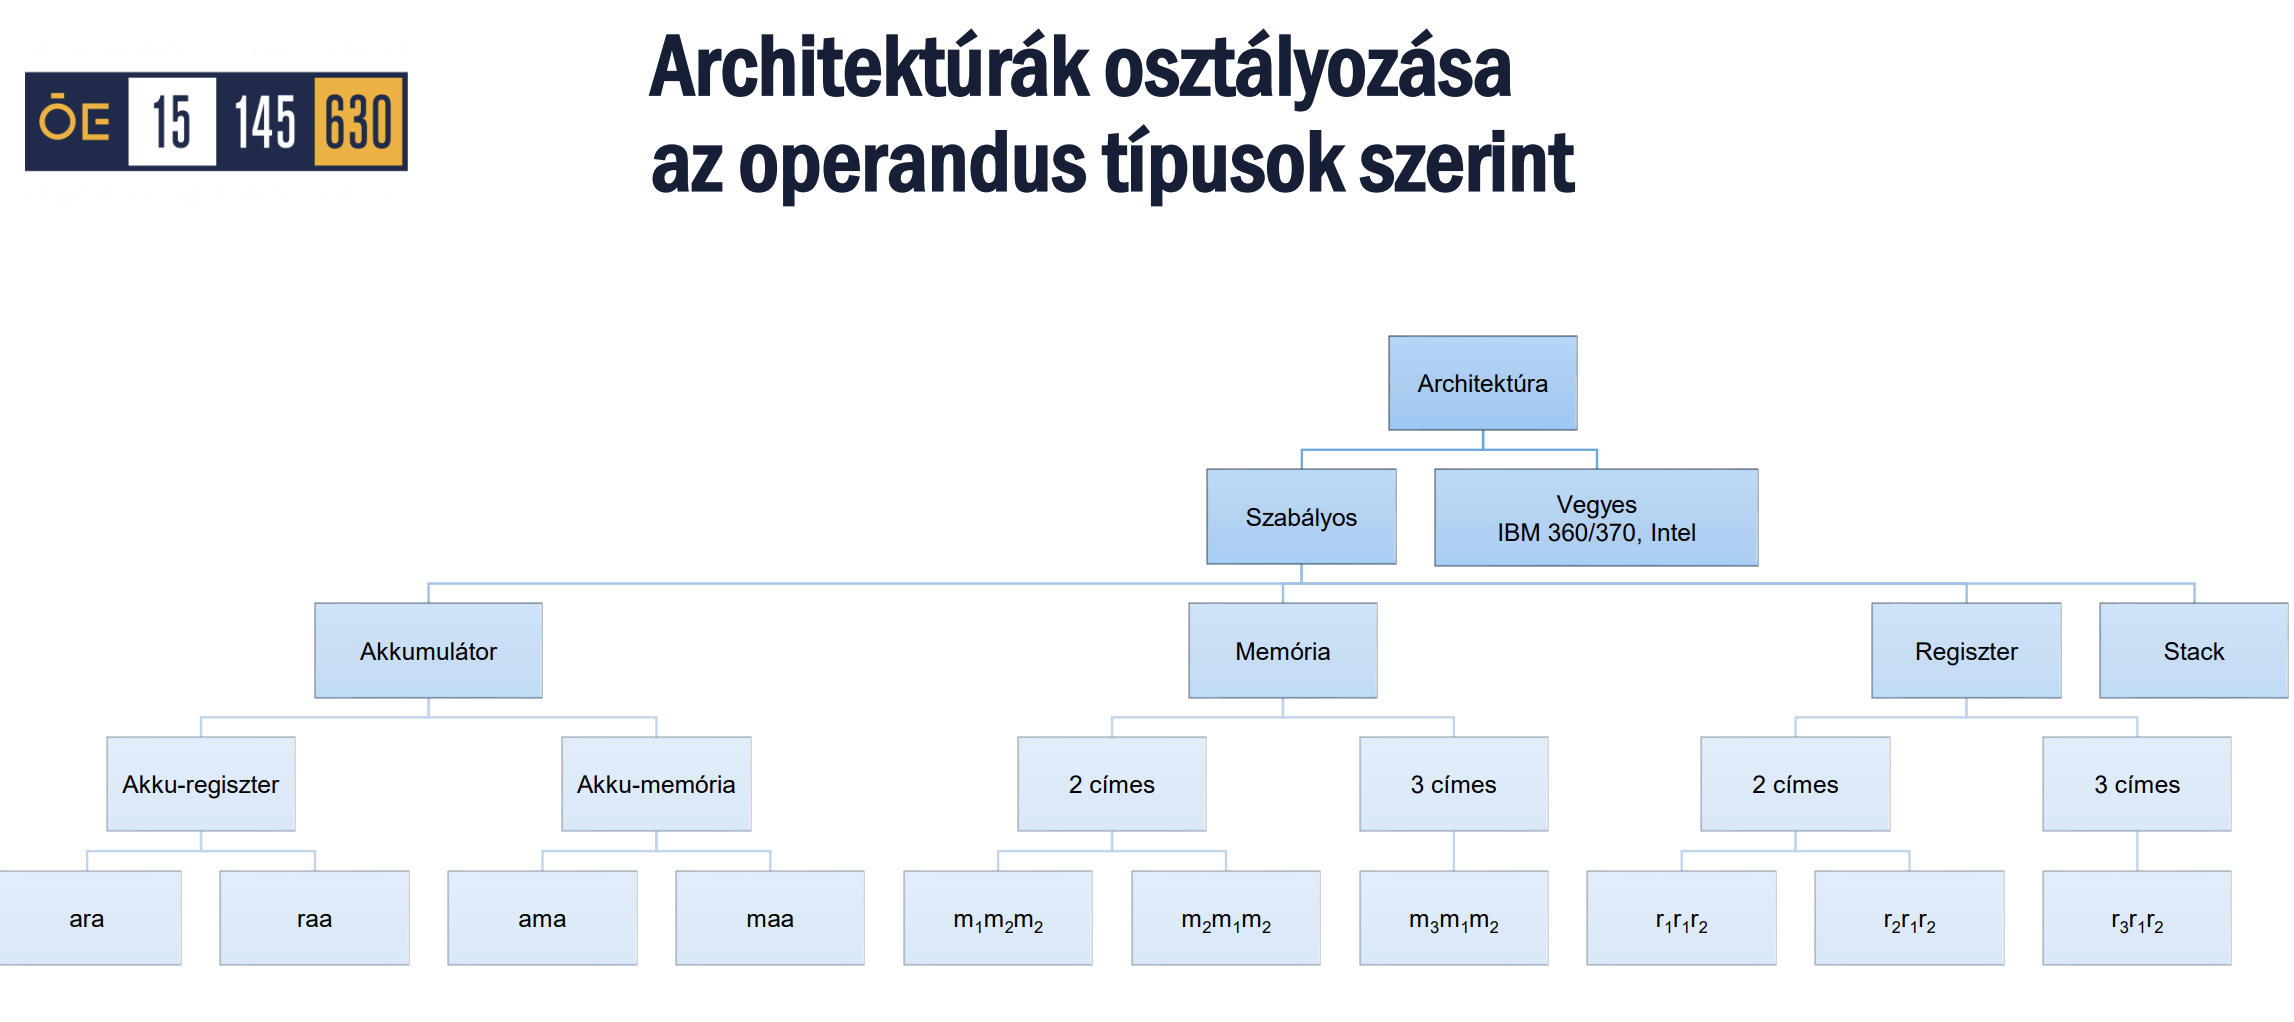 ŌE 15 145 630
Architektúrák osztályozása
az operandus típusok szerint
Architektúra
Szabályos
Vegyes
IBM 360/370, Intel
Akkumulátor
Memória
Regiszter
Stack
Akku-regiszter
Akku-memória
2 címes
3 címes
2 címes
3 címes
ara
raa
ama
maa
m₁m₂m₂
m₂m₁m₂
m₃m₁m₂
r₁r₁r₂
r₂r₁r₂
r₃r₁r₂